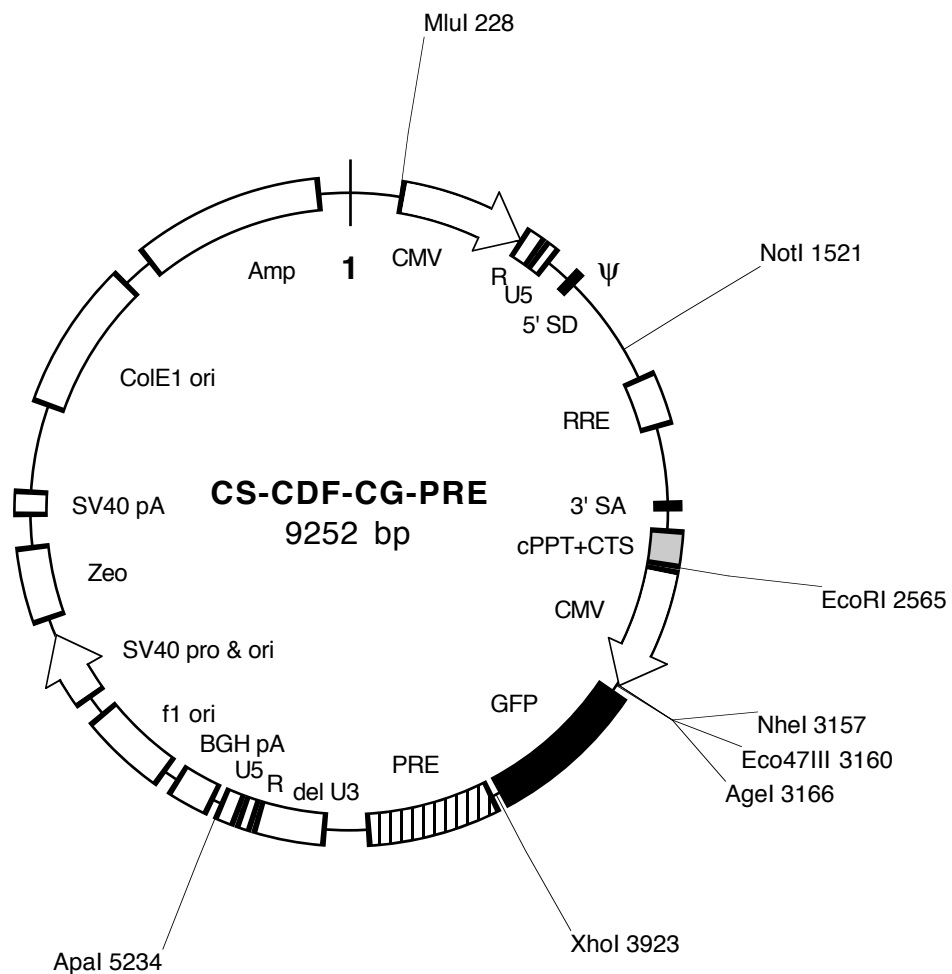 MluI 228
CMV
R
U5
5' SD
ψ
NotI 1521
RRE
3' SA
cPPT+CTS
EcoRI 2565
CMV
NheI 3157
Eco47III 3160
AgeI 3166
GFP
XhoI 3923
PRE
del U3
R
U5
BGH pA
ApaI 5234
f1 ori
SV40 pro & ori
Zeo
SV40 pA
ColE1 ori
Amp
1
CS-CDF-CG-PRE
9252 bp